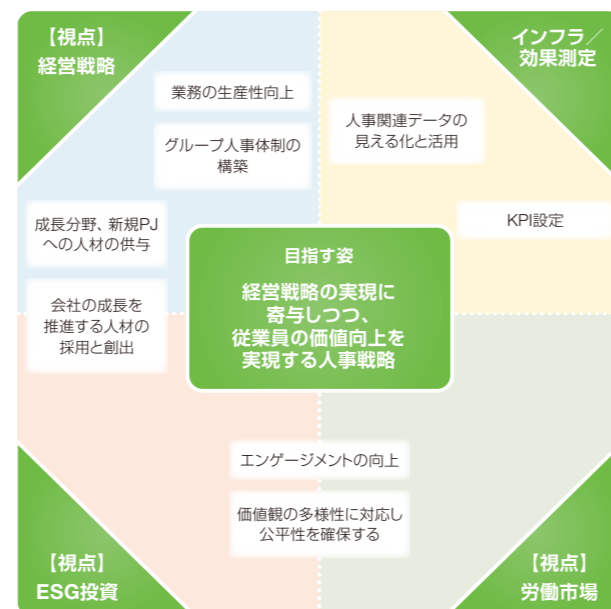 【視点】
経営戦略
インフラ／
効果測定
業務の生産性向上
グループ人事体制の
構築
人事関連データの
見える化と活用
成長分野、新規PJ
への人材の供与
KPI設定
会社の成長を
推進する人材の
採用と創出
目指す姿
経営戦略の実現に
寄与しつつ、
従業員の価値向上を
実現する人事戦略
エンゲージメントの向上
価値観の多様性に対応し
公平性を確保する
【視点】
ESG投資
【視点】
労働市場